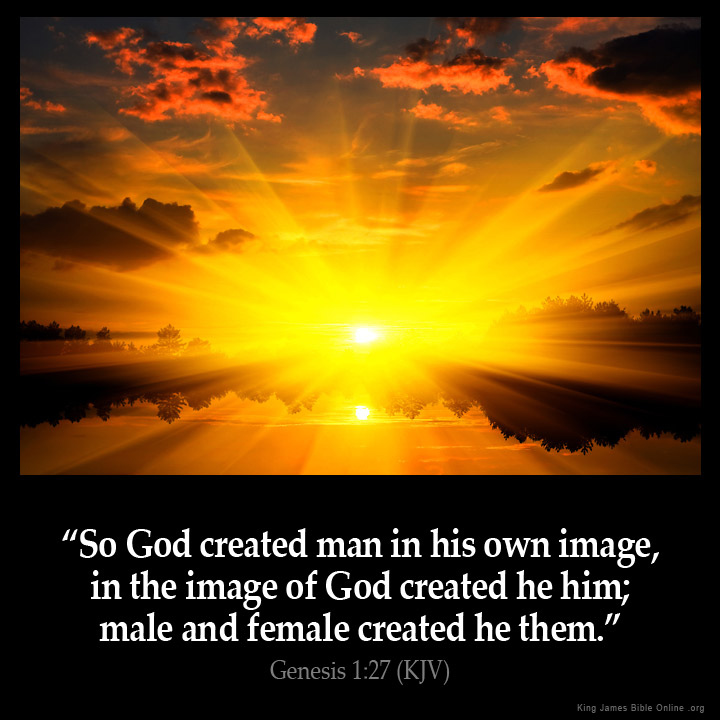 “So God created man in his own image,
in the image of God created he him;
male and female created he them.”
Genesis 1:27 (KJV)
King James Bible Online .org